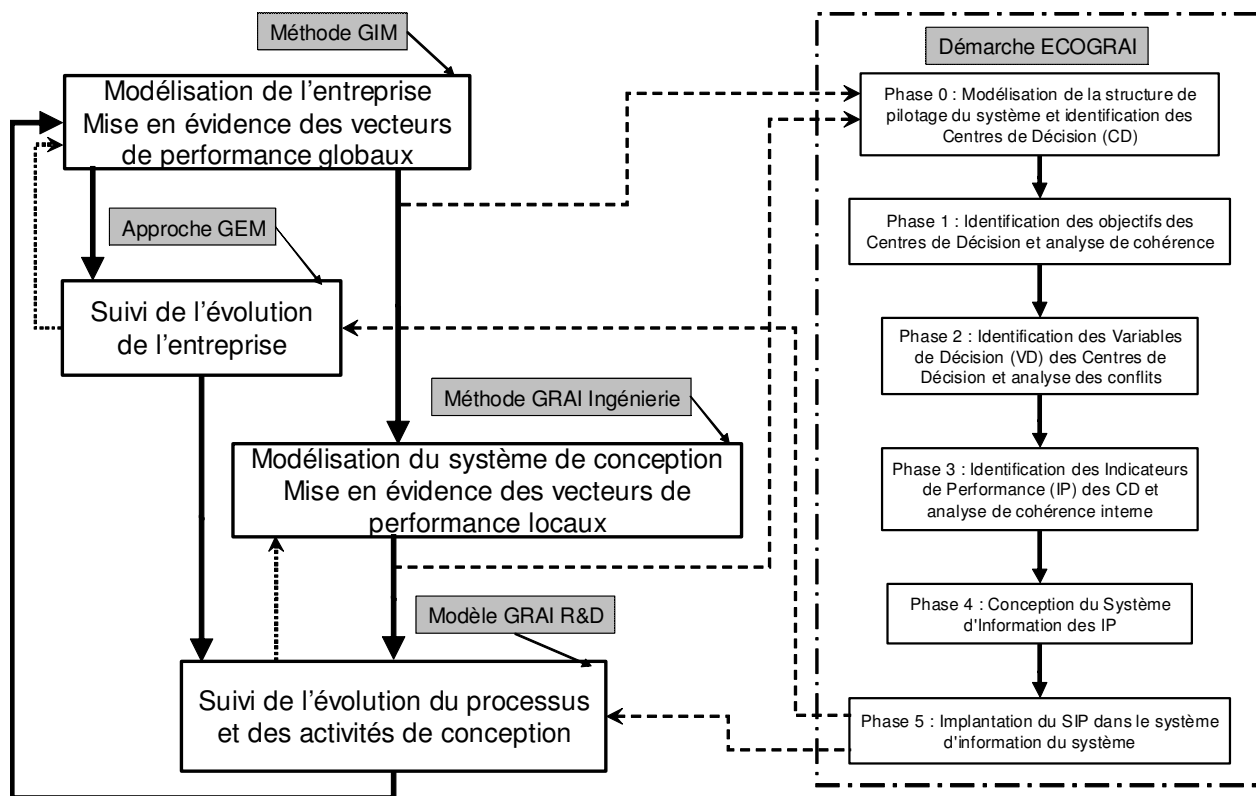 Méthode GIM
Modélisation de l'entreprise
Mise en évidence des vecteurs
de performance globaux
Approche GEM
Suivi de l'évolution
de l'entreprise
Méthode GRAI Ingénierie
Modélisation du système de conception
Mise en évidence des vecteurs de
performance locaux
Modèle GRAI R&D
Suivi de l'évolution du processus
et des activités de conception
Démarche ECOGRAI
Phase 0 : Modélisation de la structure de
pilotage du système et identification des
Centres de Décision (CD)
Phase 1 : Identification des objectifs des
Centres de Décision et analyse de cohérence
Phase 2 : Identification des Variables
de Décision (VD) des Centres de
Décision et analyse des conflits
Phase 3 : Identification des Indicateurs
de Performance (IP) des CD et
analyse de cohérence interne
Phase 4 : Conception du Système
d'Information des IP
Phase 5 : Implantation du SIP dans le système
d'information du système